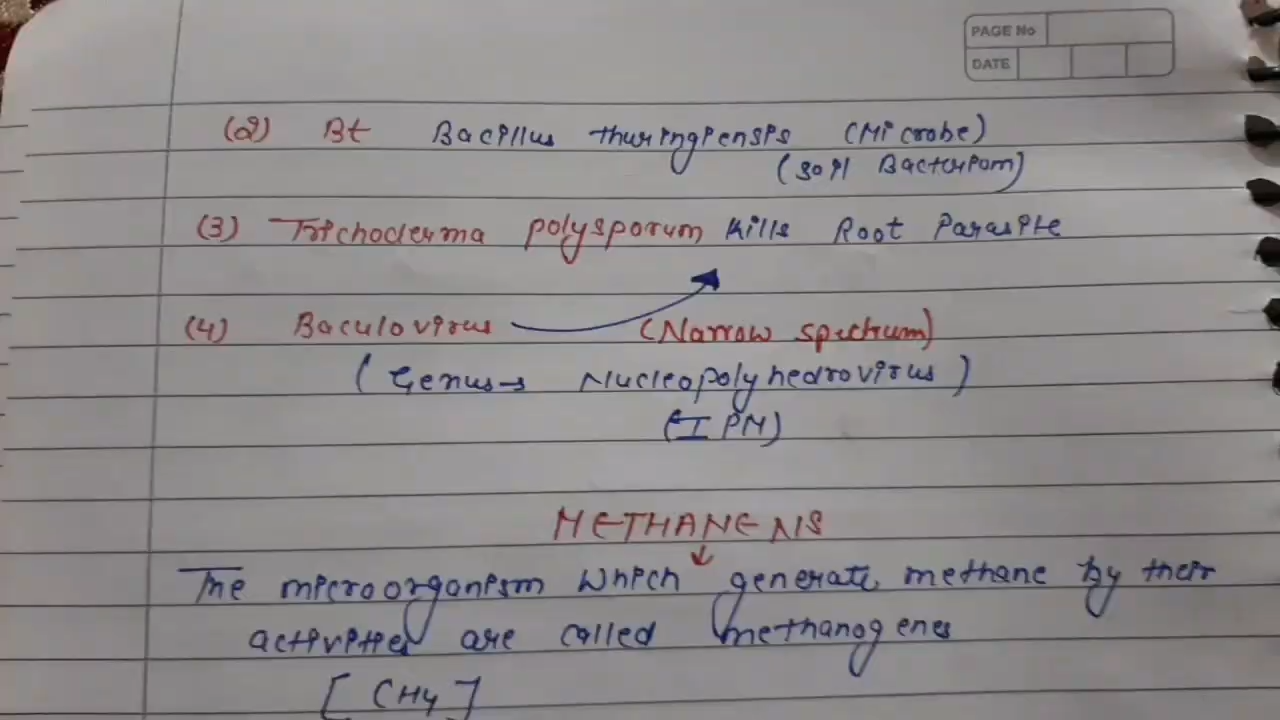 PAGE No
DATE
(2) Bt Bacillus thuringiensis (Microbe)
(soil Bacterium)
(3) Trichoderma polysporum kills Root Parasite
(4) Baculovirus (Narrow spectrum)
(Genus→ Nucleopolyhedrovirus)
(IPM)
METHANENS
The microorganism which generate methane by their
activities are called methanogenes
[CH4]